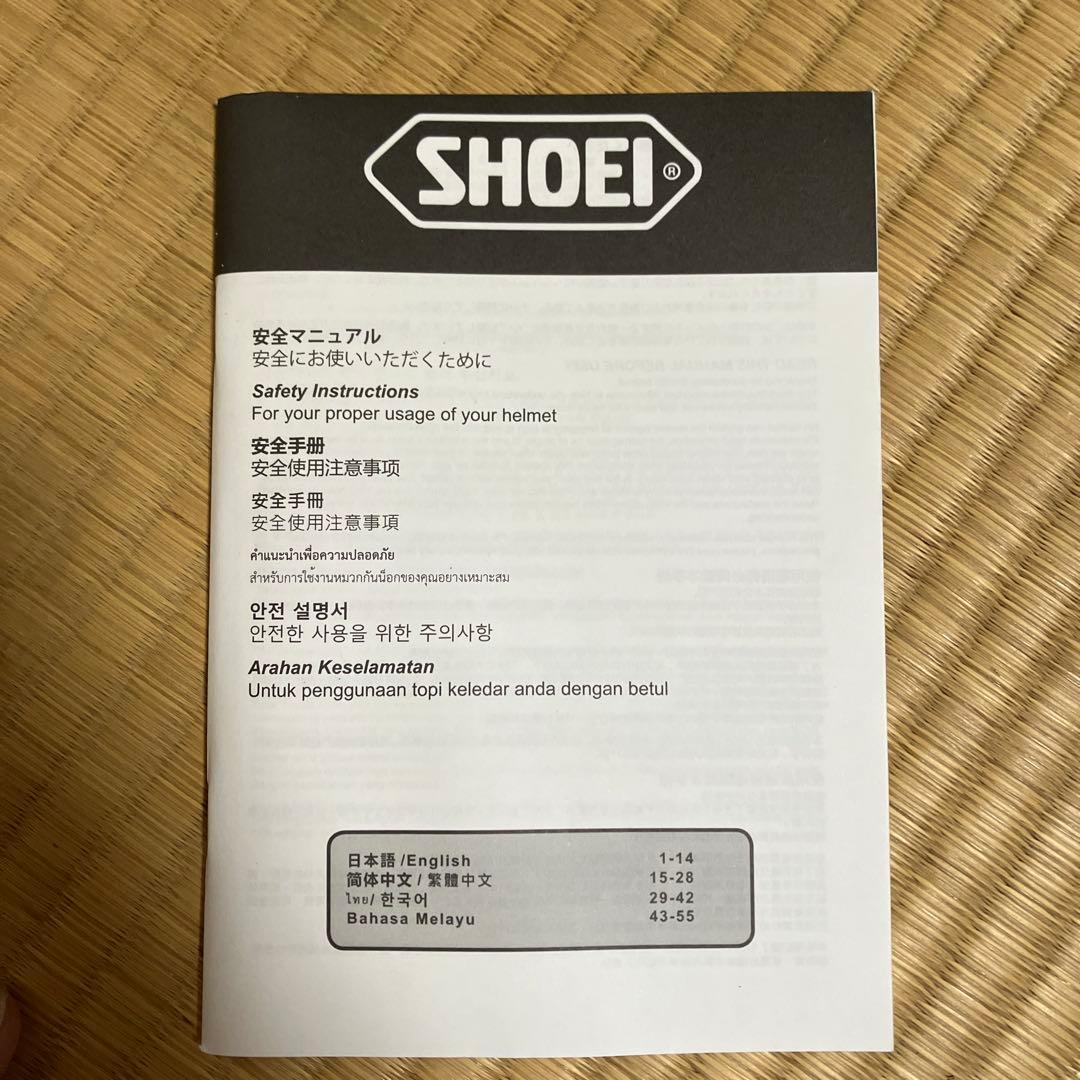 SHOEI®
安全マニュアル
安全にお使いいただくために
Safety Instructions
For your proper usage of your helmet
安全手册
安全使用注意事项
安全手冊
安全使用注意事項
คำแนะนำเพื่อความปลอดภัย
สำหรับการใช้งานหมวกกันน็อกของคุณอย่างเหมาะสม
안전 설명서
안전한 사용을 위한 주의사항
Arahan Keselamatan
Untuk penggunaan topi keledar anda dengan betul
日本語 /English 1-14
简体中文 / 繁體中文 15-28
ไทย/ 한국어 29-42
Bahasa Melayu 43-55